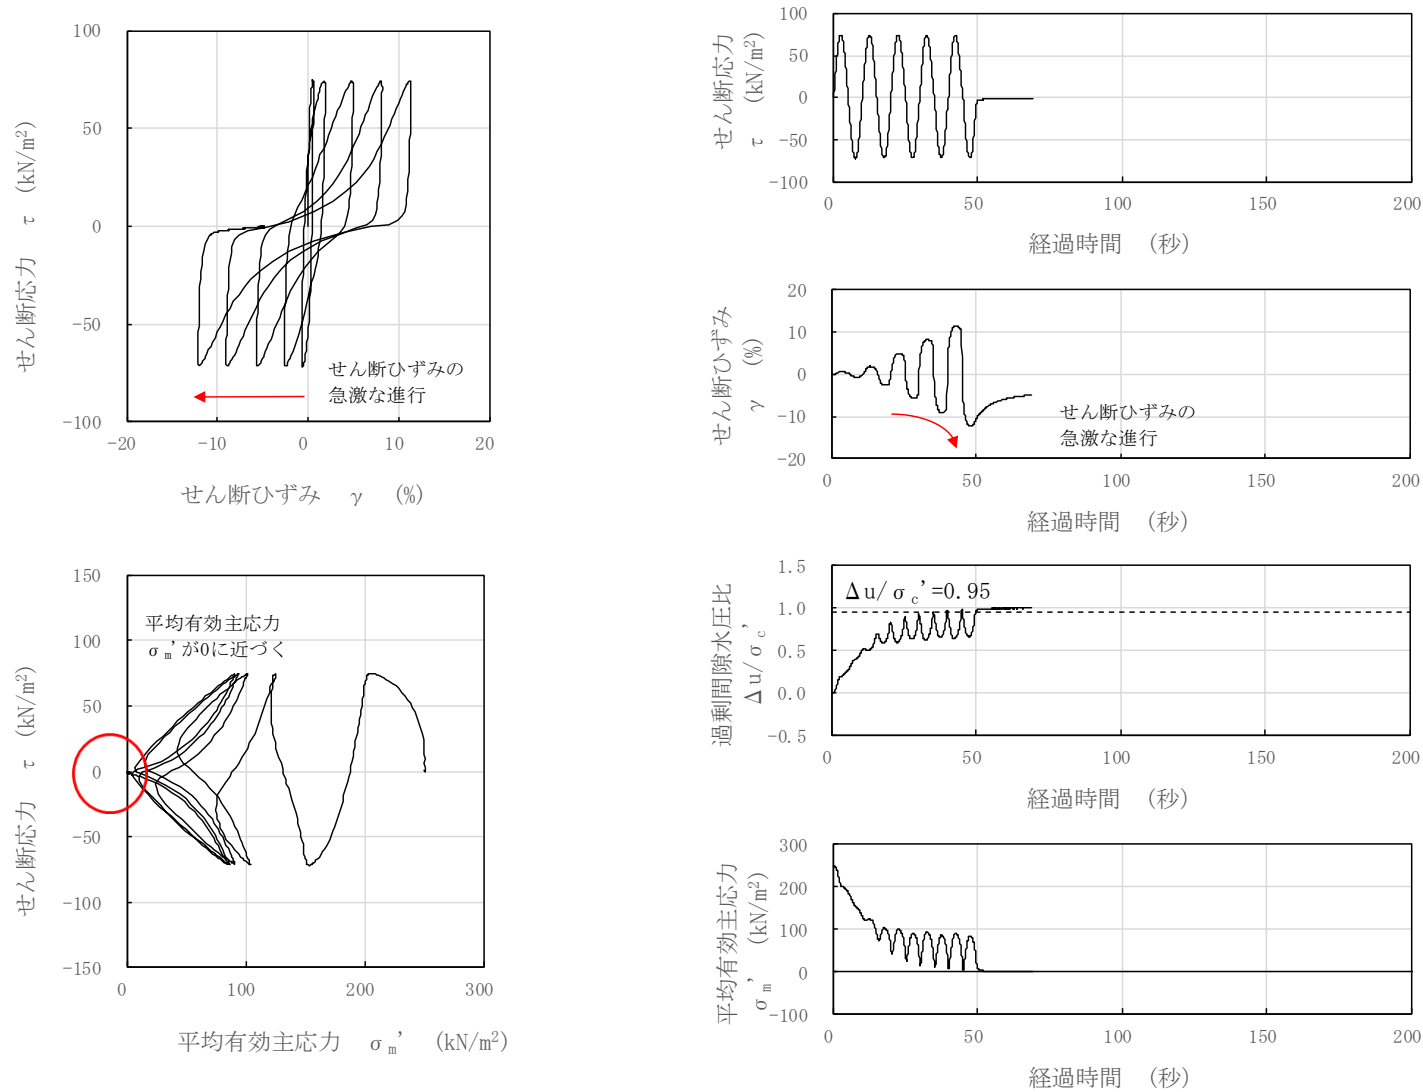 100
50
0
-50
-100
-20
-10
0
10
20
せん断応力 τ (kN/m²)
せん断ひずみ γ (%)
せん断ひずみの
急激な進行
100
50
0
-50
-100
0
50
100
150
200
せん断応力
τ (kN/m²)
経過時間 (秒)
20
10
0
-10
-20
0
50
100
150
200
せん断ひずみ
γ (%)
せん断ひずみの
急激な進行
経過時間 (秒)
150
100
50
0
-50
-100
-150
0
100
200
300
せん断応力 τ (kN/m²)
平均有効主応力
σm'が0に近づく
平均有効主応力 σm' (kN/m²)
1.5
1.0
0.5
0.0
-0.5
0
50
100
150
200
過剰間隙水圧比
Δu/σc'
Δu/σc'=0.95
経過時間 (秒)
300
200
100
0
-100
0
50
100
150
200
平均有効主応力
σm' (kN/m²)
経過時間 (秒)